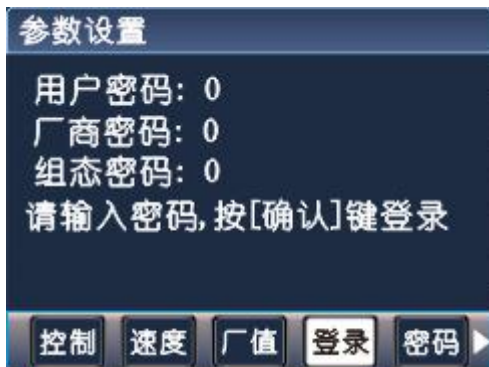 参数设置
用户密码: 0
厂商密码: 0
组态密码: 0
请输入密码,按[确认]键登录
控制 速度 厂值 登录 密码